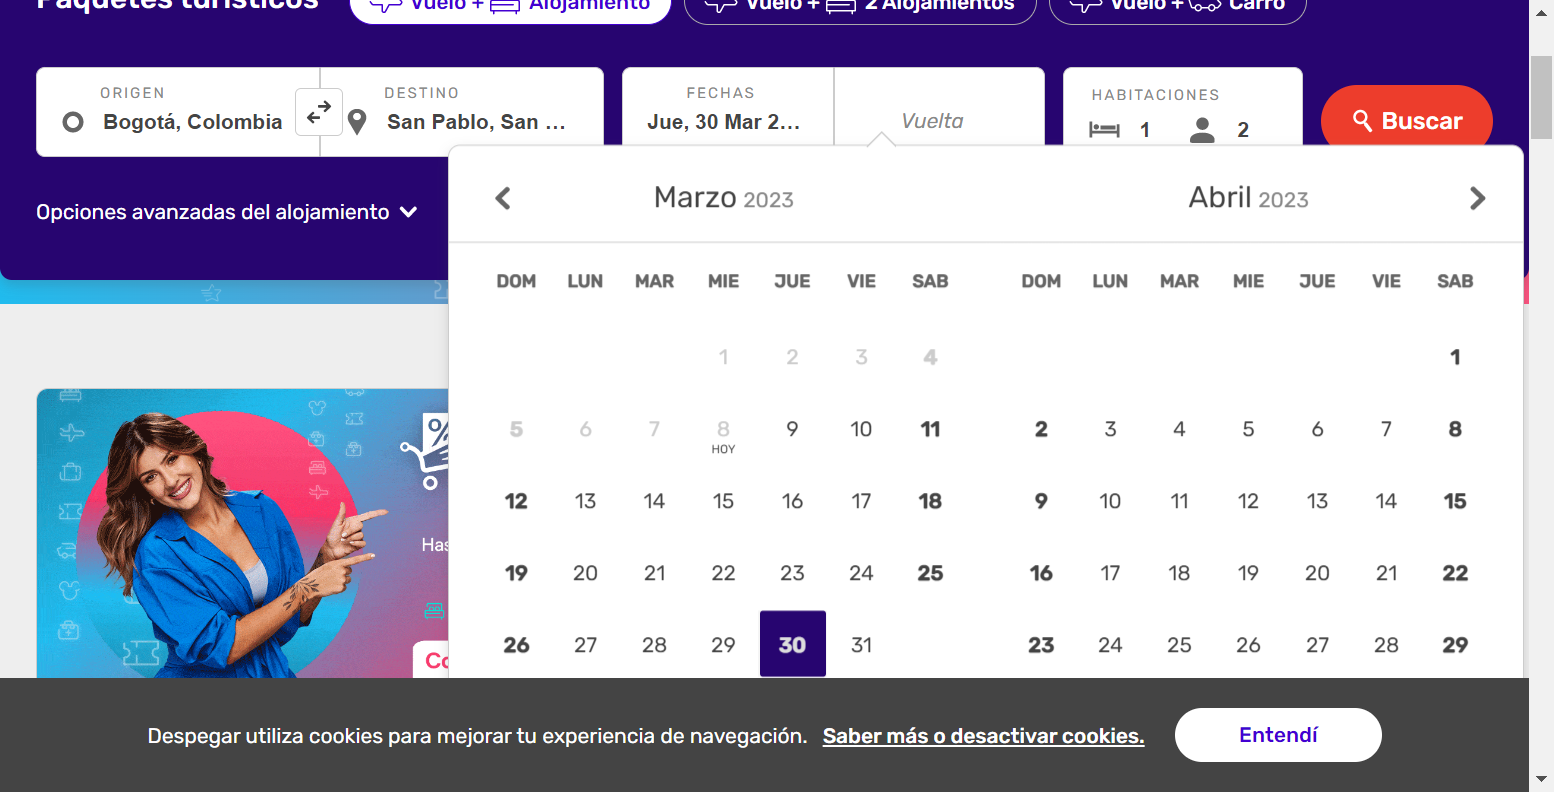 Paquetes turísticos
Vuelo + Alojamiento
Vuelo + 2 Alojamientos
Vuelo + Carro
ORIGEN
Bogotá, Colombia
DESTINO
San Pablo, San ...
FECHAS
Jue, 30 Mar 2...
Vuelta
HABITACIONES
1 2
Buscar
Opciones avanzadas del alojamiento
Marzo 2023
DOM LUN MAR MIE JUE VIE SAB
1 2 3 4
5 6 7 8 9 10 11
HOY
12 13 14 15 16 17 18
19 20 21 22 23 24 25
26 27 28 29 30 31
Abril 2023
DOM LUN MAR MIE JUE VIE SAB
1
2 3 4 5 6 7 8
9 10 11 12 13 14 15
16 17 18 19 20 21 22
23 24 25 26 27 28 29
%
Has
Co
Despegar utiliza cookies para mejorar tu experiencia de navegación. Saber más o desactivar cookies.
Entendí